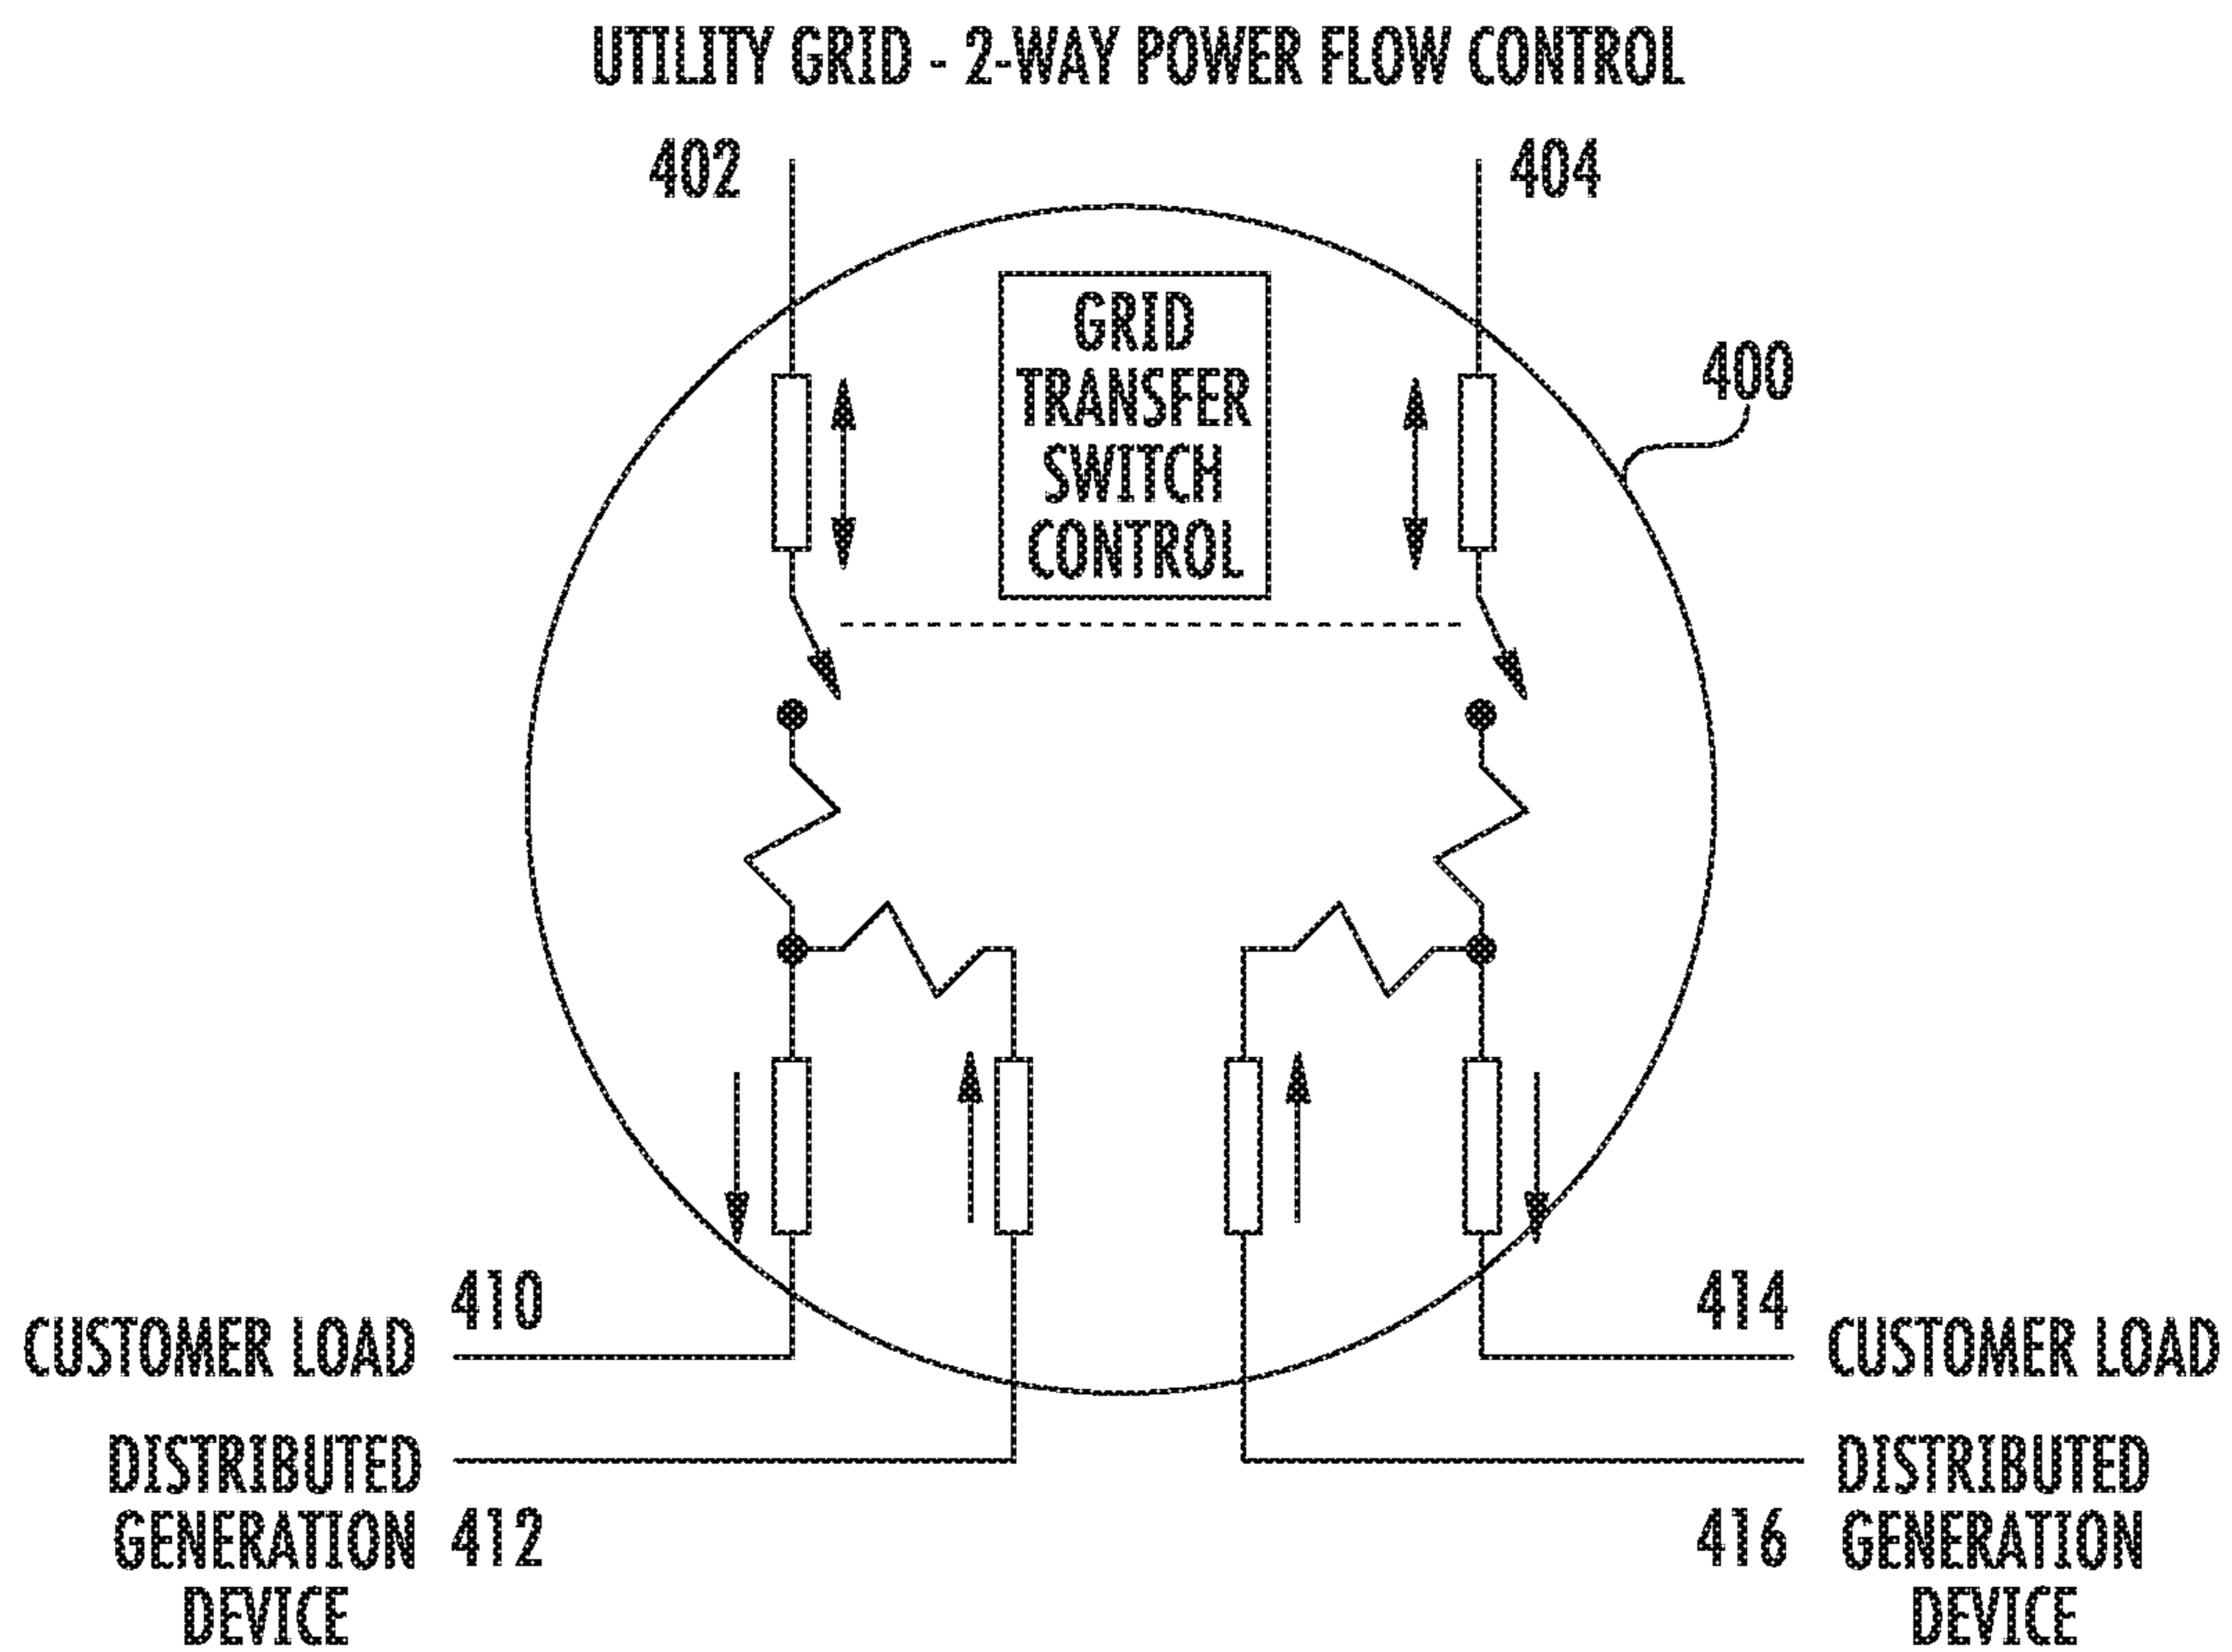 UTILITY GRID - 2-WAY POWER FLOW CONTROL
402
404
GRID
TRANSFER
SWITCH
CONTROL
400
410
CUSTOMER LOAD
414
CUSTOMER LOAD
DISTRIBUTED
GENERATION
DEVICE
412
416
DISTRIBUTED
GENERATION
DEVICE